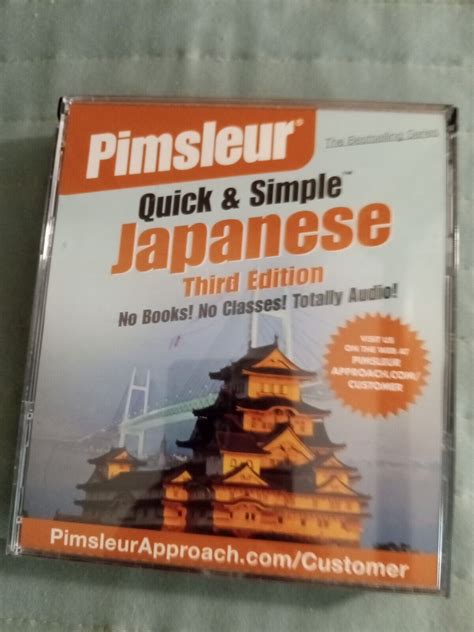 Pimsleur®
The Bestselling Series
Quick & Simple™
Japanese
Third Edition
No Books! No Classes! Totally Audio!
VISIT US
ON THE WEB AT
PIMSLEUR
APPROACH.COM/
CUSTOMER
PimsleurApproach.com/Customer